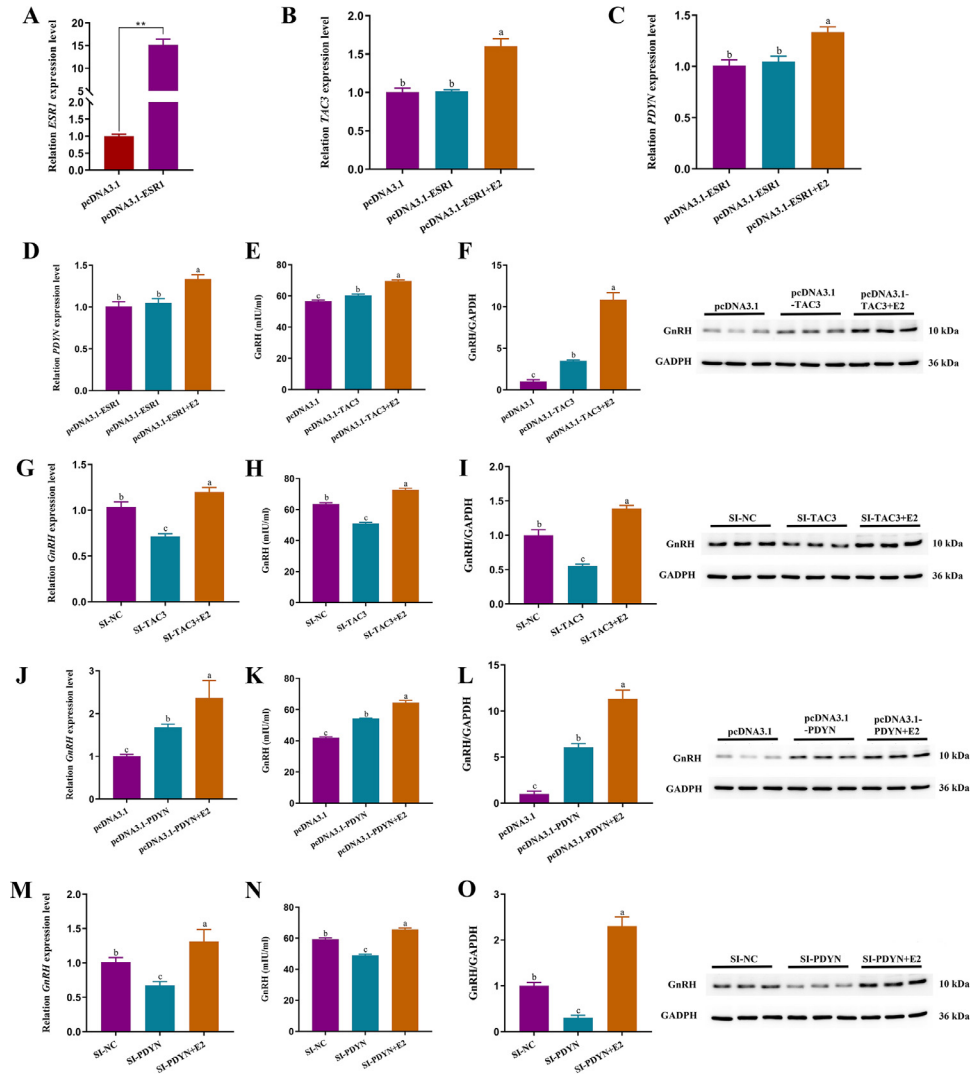 A
Relation ESR1 expression level
20
15
10
5
2.0
1.5
1.0
0.5
0.0
**
pcDNA3.1
pcDNA3.1-ESR1
B
Relation TAC3 expression level
2.0
1.5
1.0
0.5
0.0
b
b
a
pcDNA3.1
pcDNA3.1-ESR1
pcDNA3.1-ESR1+E2
C
Relation PDYN expression level
1.5
1.0
0.5
0.0
b
b
a
pcDNA3.1-ESR1
pcDNA3.1-ESR1
pcDNA3.1-ESR1+E2
D
Relation PDYN expression level
1.5
1.0
0.5
0.0
b
b
a
pcDNA3.1-ESR1
pcDNA3.1-ESR1
pcDNA3.1-ESR1+E2
E
GnRH (mIU/ml)
80
60
40
20
0
c
b
a
pcDNA3.1
pcDNA3.1-TAC3
pcDNA3.1-TAC3+E2
F
GnRH/GAPDH
15
10
5
0
c
b
a
pcDNA3.1
pcDNA3.1-TAC3
pcDNA3.1-TAC3+E2
pcDNA3.1
pcDNA3.1
-TAC3
pcDNA3.1-
TAC3+E2
GnRH
10 kDa
GADPH
36 kDa
G
Relation GnRH expression level
1.5
1.0
0.5
0.0
b
c
a
SI-NC
SI-TAC3
SI-TAC3+E2
H
GnRH (mIU/ml)
80
60
40
20
0
b
c
a
SI-NC
SI-TAC3
SI-TAC3+E2
I
GnRH/GAPDH
2.0
1.5
1.0
0.5
0.0
b
c
a
SI-NC
SI-TAC3
SI-TAC3+E2
SI-NC
SI-TAC3
SI-TAC3+E2
GnRH
10 kDa
GADPH
36 kDa
J
Relation GnRH expression level
3
2
1
0
c
b
a
pcDNA3.1
pcDNA3.1-PDYN
pcDNA3.1-PDYN+E2
K
GnRH (mIU/ml)
80
60
40
20
0
c
b
a
pcDNA3.1
pcDNA3.1-PDYN
pcDNA3.1-PDYN+E2
L
GnRH/GAPDH
15
10
5
0
c
b
a
pcDNA3.1
pcDNA3.1-PDYN
pcDNA3.1-PDYN+E2
pcDNA3.1
pcDNA3.1
-PDYN
pcDNA3.1-
PDYN+E2
GnRH
10 kDa
GADPH
36 kDa
M
Relation GnRH expression level
2.0
1.5
1.0
0.5
0.0
b
c
a
SI-NC
SI-PDYN
SI-PDYN+E2
N
GnRH (mIU/ml)
80
60
40
20
0
b
c
a
SI-NC
SI-PDYN
SI-PDYN+E2
O
GnRH/GAPDH
3
2
1
0
b
c
a
SI-NC
SI-PDYN
SI-PDYN+E2
SI-NC
SI-PDYN
SI-PDYN+E2
GnRH
10 kDa
GADPH
36 kDa